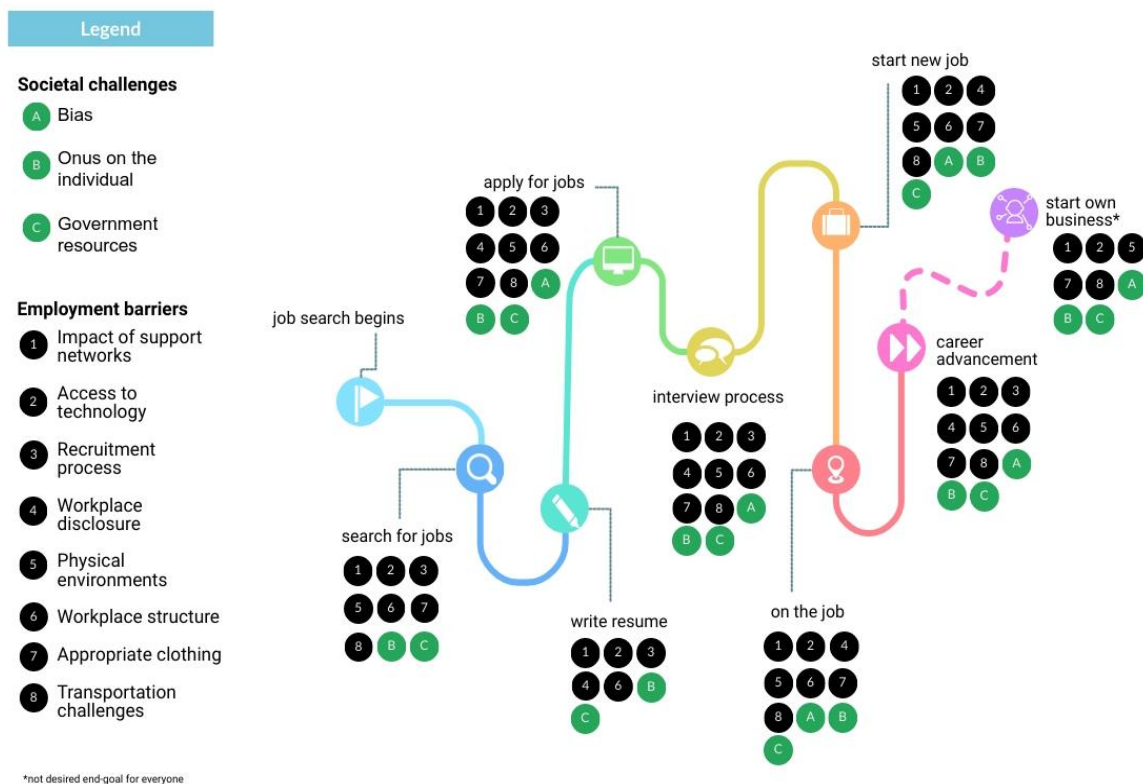 Legend
Societal challenges
A Bias
B Onus on the
individual
C Government
resources
Employment barriers
1 Impact of support
networks
2 Access to
technology
3 Recruitment
process
4 Workplace
disclosure
5 Physical
environments
6 Workplace structure
7 Appropriate clothing
8 Transportation
challenges
*not desired end-goal for everyone
job search begins
search for jobs
1 2 3
5 6 7
8 B C
write resume
1 2 3
4 6 B
C
apply for jobs
1 2 3
4 5 6
7 8 A
B C
interview process
1 2 3
4 5 6
7 8 A
B C
start new job
1 2 4
5 6 7
8 A B
C
on the job
1 2 4
5 6 7
8 A B
C
career
advancement
1 2 3
4 5 6
7 8 A
B C
start own
business*
1 2 5
7 8 A
B C